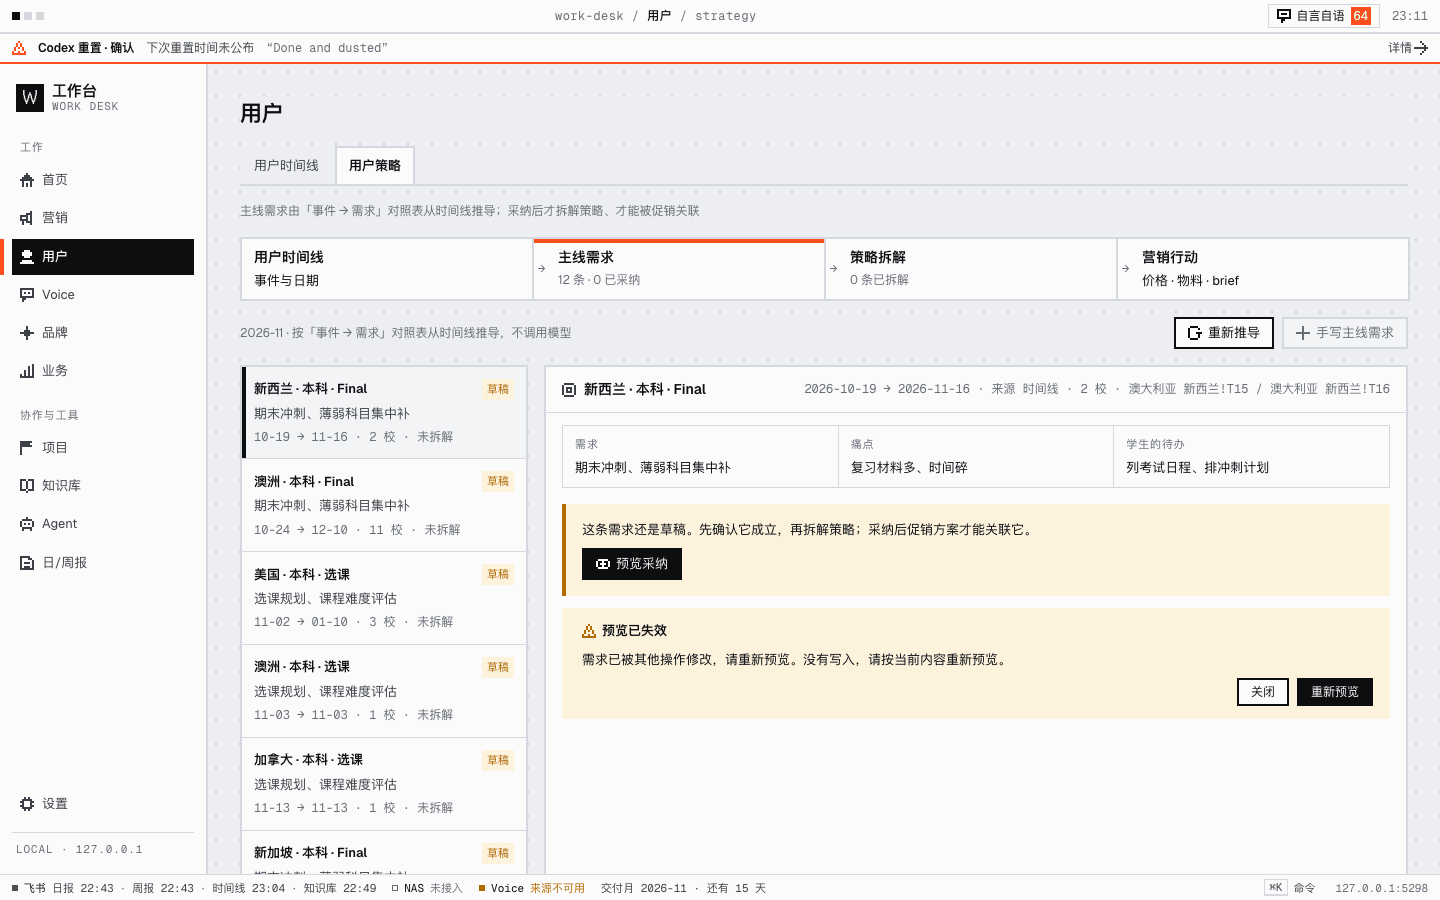 work-desk / 用户 / strategy
自言自语 64 23:11
Codex 重置·确认 下次重置时间未公布 “Done and dusted” 详情→
W 工作台
WORK DESK
工作
首页
营销
用户
Voice
品牌
业务
协作与工具
项目
知识库
Agent
日/周报
设置
LOCAL · 127.0.0.1
用户
用户时间线 用户策略
主线需求由「事件 → 需求」对照表从时间线推导；采纳后才拆解策略、才能被促销关联
用户时间线
事件与日期
→
主线需求
12 条·0 已采纳
→
策略拆解
0 条已拆解
→
营销行动
价格·物料·brief
2026-11·按「事件 → 需求」对照表从时间线推导，不调用模型
重新推导 手写主线需求
新西兰·本科·Final 草稿
期末冲刺、薄弱科目集中补
10-19 → 11-16 · 2 校 · 未拆解
澳洲·本科·Final 草稿
期末冲刺、薄弱科目集中补
10-24 → 12-10 · 11 校 · 未拆解
美国·本科·选课 草稿
选课规划、课程难度评估
11-02 → 01-10 · 3 校 · 未拆解
澳洲·本科·选课 草稿
选课规划、课程难度评估
11-03 → 11-03 · 1 校 · 未拆解
加拿大·本科·选课 草稿
选课规划、课程难度评估
11-13 → 11-13 · 1 校 · 未拆解
新加坡·本科·Final 草稿
新西兰·本科·Final 2026-10-19 → 2026-11-16 · 来源 时间线 · 2 校 · 澳大利亚 新西兰!T15 / 澳大利亚 新西兰!T16
需求
期末冲刺、薄弱科目集中补
痛点
复习材料多、时间碎
学生的待办
列考试日程、排冲刺计划
这条需求还是草稿。先确认它成立，再拆解策略；采纳后促销方案才能关联它。
预览采纳
预览已失效
需求已被其他操作修改，请重新预览。没有写入，请按当前内容重新预览。
关闭 重新预览
飞书 日报 22:43 · 周报 22:43 · 时间线 23:04 · 知识库 22:49 NAS 未接入 Voice 来源不可用 交付月 2026-11 · 还有 15 天 ⌘K 命令 127.0.0.1:5298